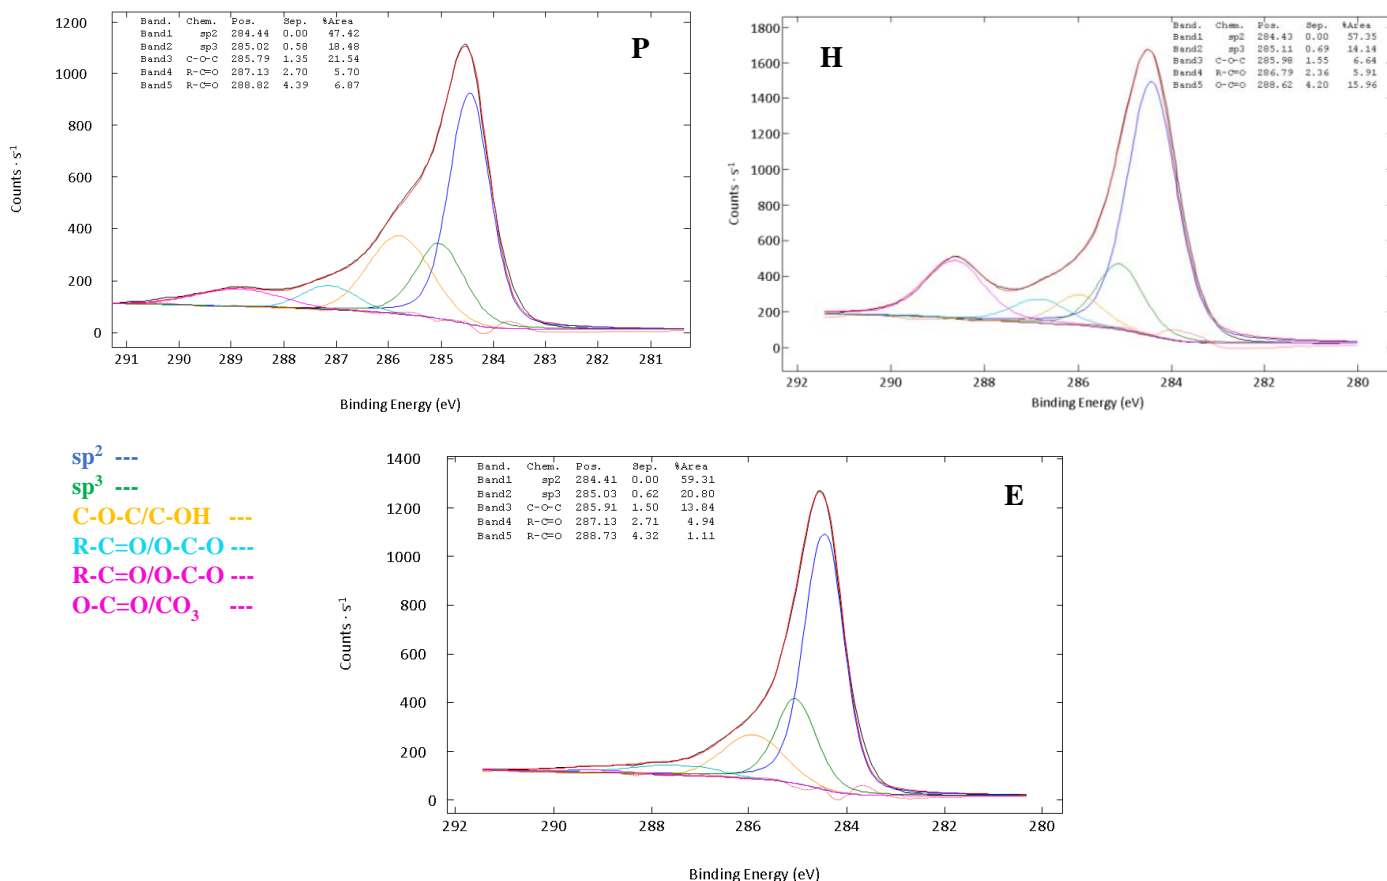 P
Band. Chem. Pos. Sep. %Area
Band1 sp2 284.44 0.00 47.42
Band2 sp3 285.02 0.58 18.48
Band3 C-O-C 285.79 1.35 21.54
Band4 R-C=O 287.13 2.70 5.70
Band5 R-C=O 288.82 4.39 6.87
1200
1000
800
600
400
200
0
Counts · s-1
291 290 289 288 287 286 285 284 283 282 281
Binding Energy (eV)
H
Band. Chem. Pos. Sep. %Area
Band1 sp2 284.43 0.00 57.35
Band2 sp3 285.11 0.69 14.14
Band3 C-O-C 285.98 1.55 6.64
Band4 R-C=O 286.79 2.36 5.91
Band5 O-C=O 288.62 4.20 15.96
1800
1600
1400
1200
1000
800
600
400
200
0
Counts · s-1
292 290 288 286 284 282 280
Binding Energy (eV)
sp2 ---
sp3 ---
C-O-C/C-OH ---
R-C=O/O-C-O ---
R-C=O/O-C-O ---
O-C=O/CO3 ---
E
Band. Chem. Pos. Sep. %Area
Band1 sp2 284.41 0.00 59.31
Band2 sp3 285.03 0.62 20.80
Band3 C-O-C 285.91 1.50 13.84
Band4 R-C=O 287.13 2.71 4.94
Band5 R-C=O 288.73 4.32 1.11
1400
1200
1000
800
600
400
200
0
Counts · s-1
292 290 288 286 284 282 280
Binding Energy (eV)